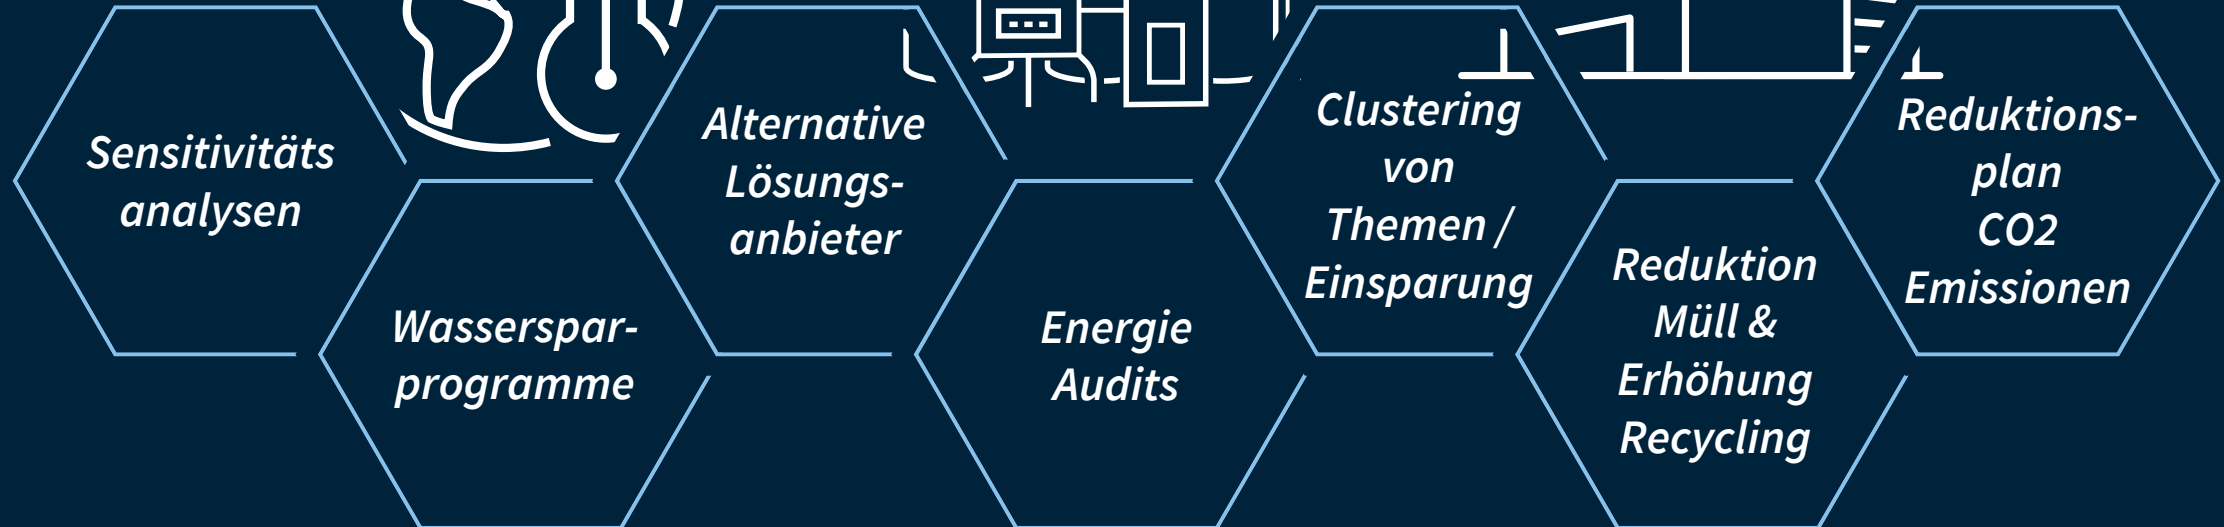 Sensitivitäts
analysen
Wasserspar-
programme
Alternative
Lösungs-
anbieter
Energie
Audits
Clustering
von
Themen /
Einsparung
Reduktion
Müll &
Erhöhung
Recycling
Reduktions-
plan
CO2
Emissionen